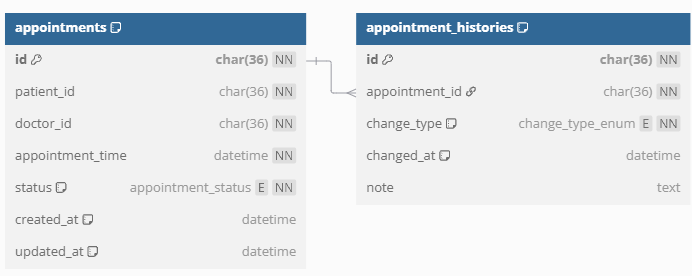 appointments
id char(36) NN
patient_id char(36) NN
doctor_id char(36) NN
appointment_time datetime NN
status appointment_status E NN
created_at datetime
updated_at datetime
appointment_histories
id char(36) NN
appointment_id char(36) NN
change_type change_type_enum E NN
changed_at datetime
note text